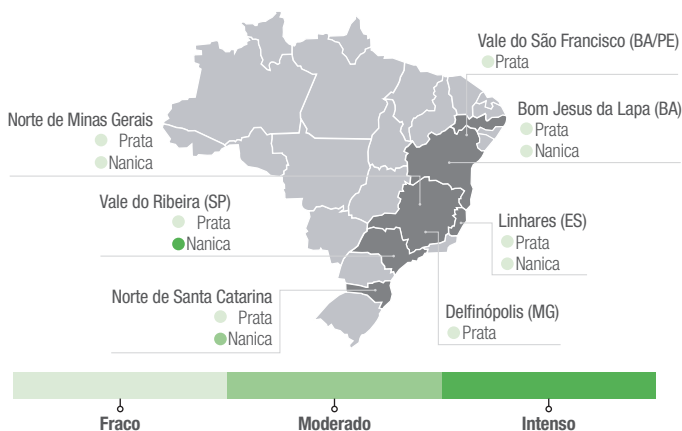 Vale do São Francisco (BA/PE)
Prata
Bom Jesus da Lapa (BA)
Prata
Nanica
Norte de Minas Gerais
Prata
Nanica
Vale do Ribeira (SP)
Prata
Nanica
Linhares (ES)
Prata
Nanica
Norte de Santa Catarina
Prata
Nanica
Delfinópolis (MG)
Prata
Fraco
Moderado
Intenso